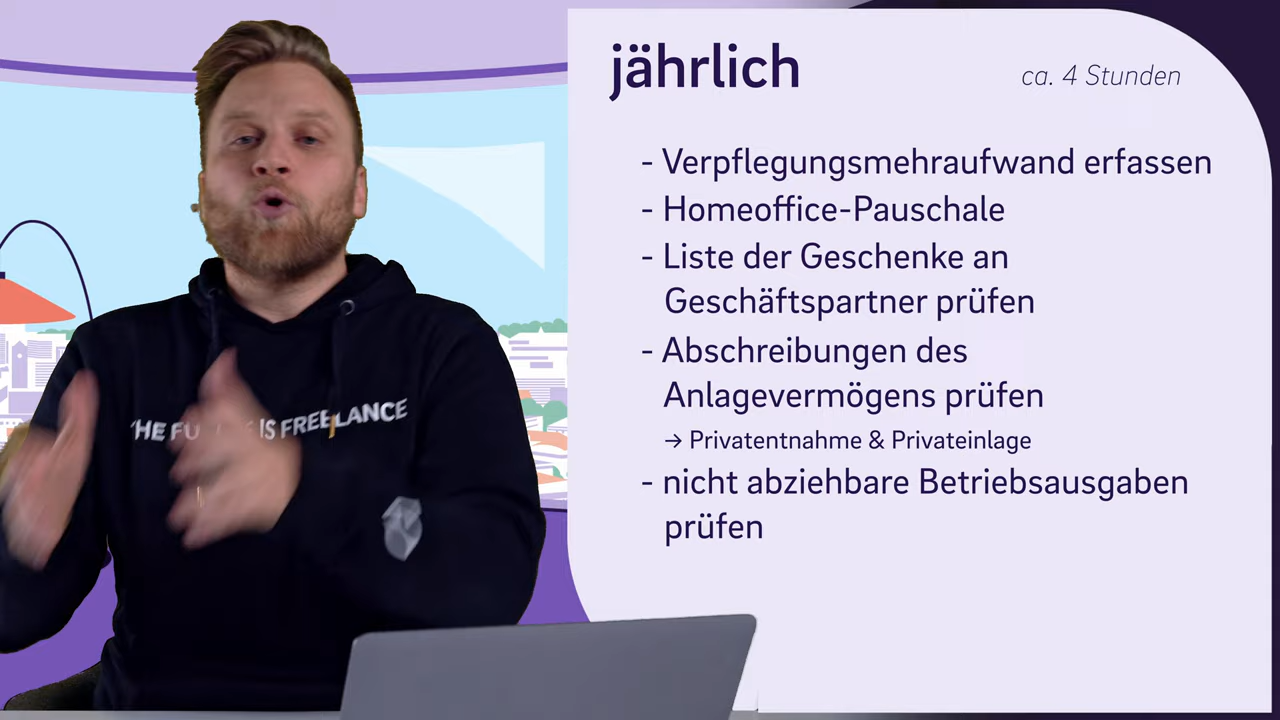 jährlich
ca. 4 Stunden
- Verpflegungsmehraufwand erfassen
- Homeoffice-Pauschale
- Liste der Geschenke an
Geschäftspartner prüfen
- Abschreibungen des
Anlagevermögens prüfen
→ Privatentnahme & Privateinlage
- nicht abziehbare Betriebsausgaben
prüfen
IS FREELANCE